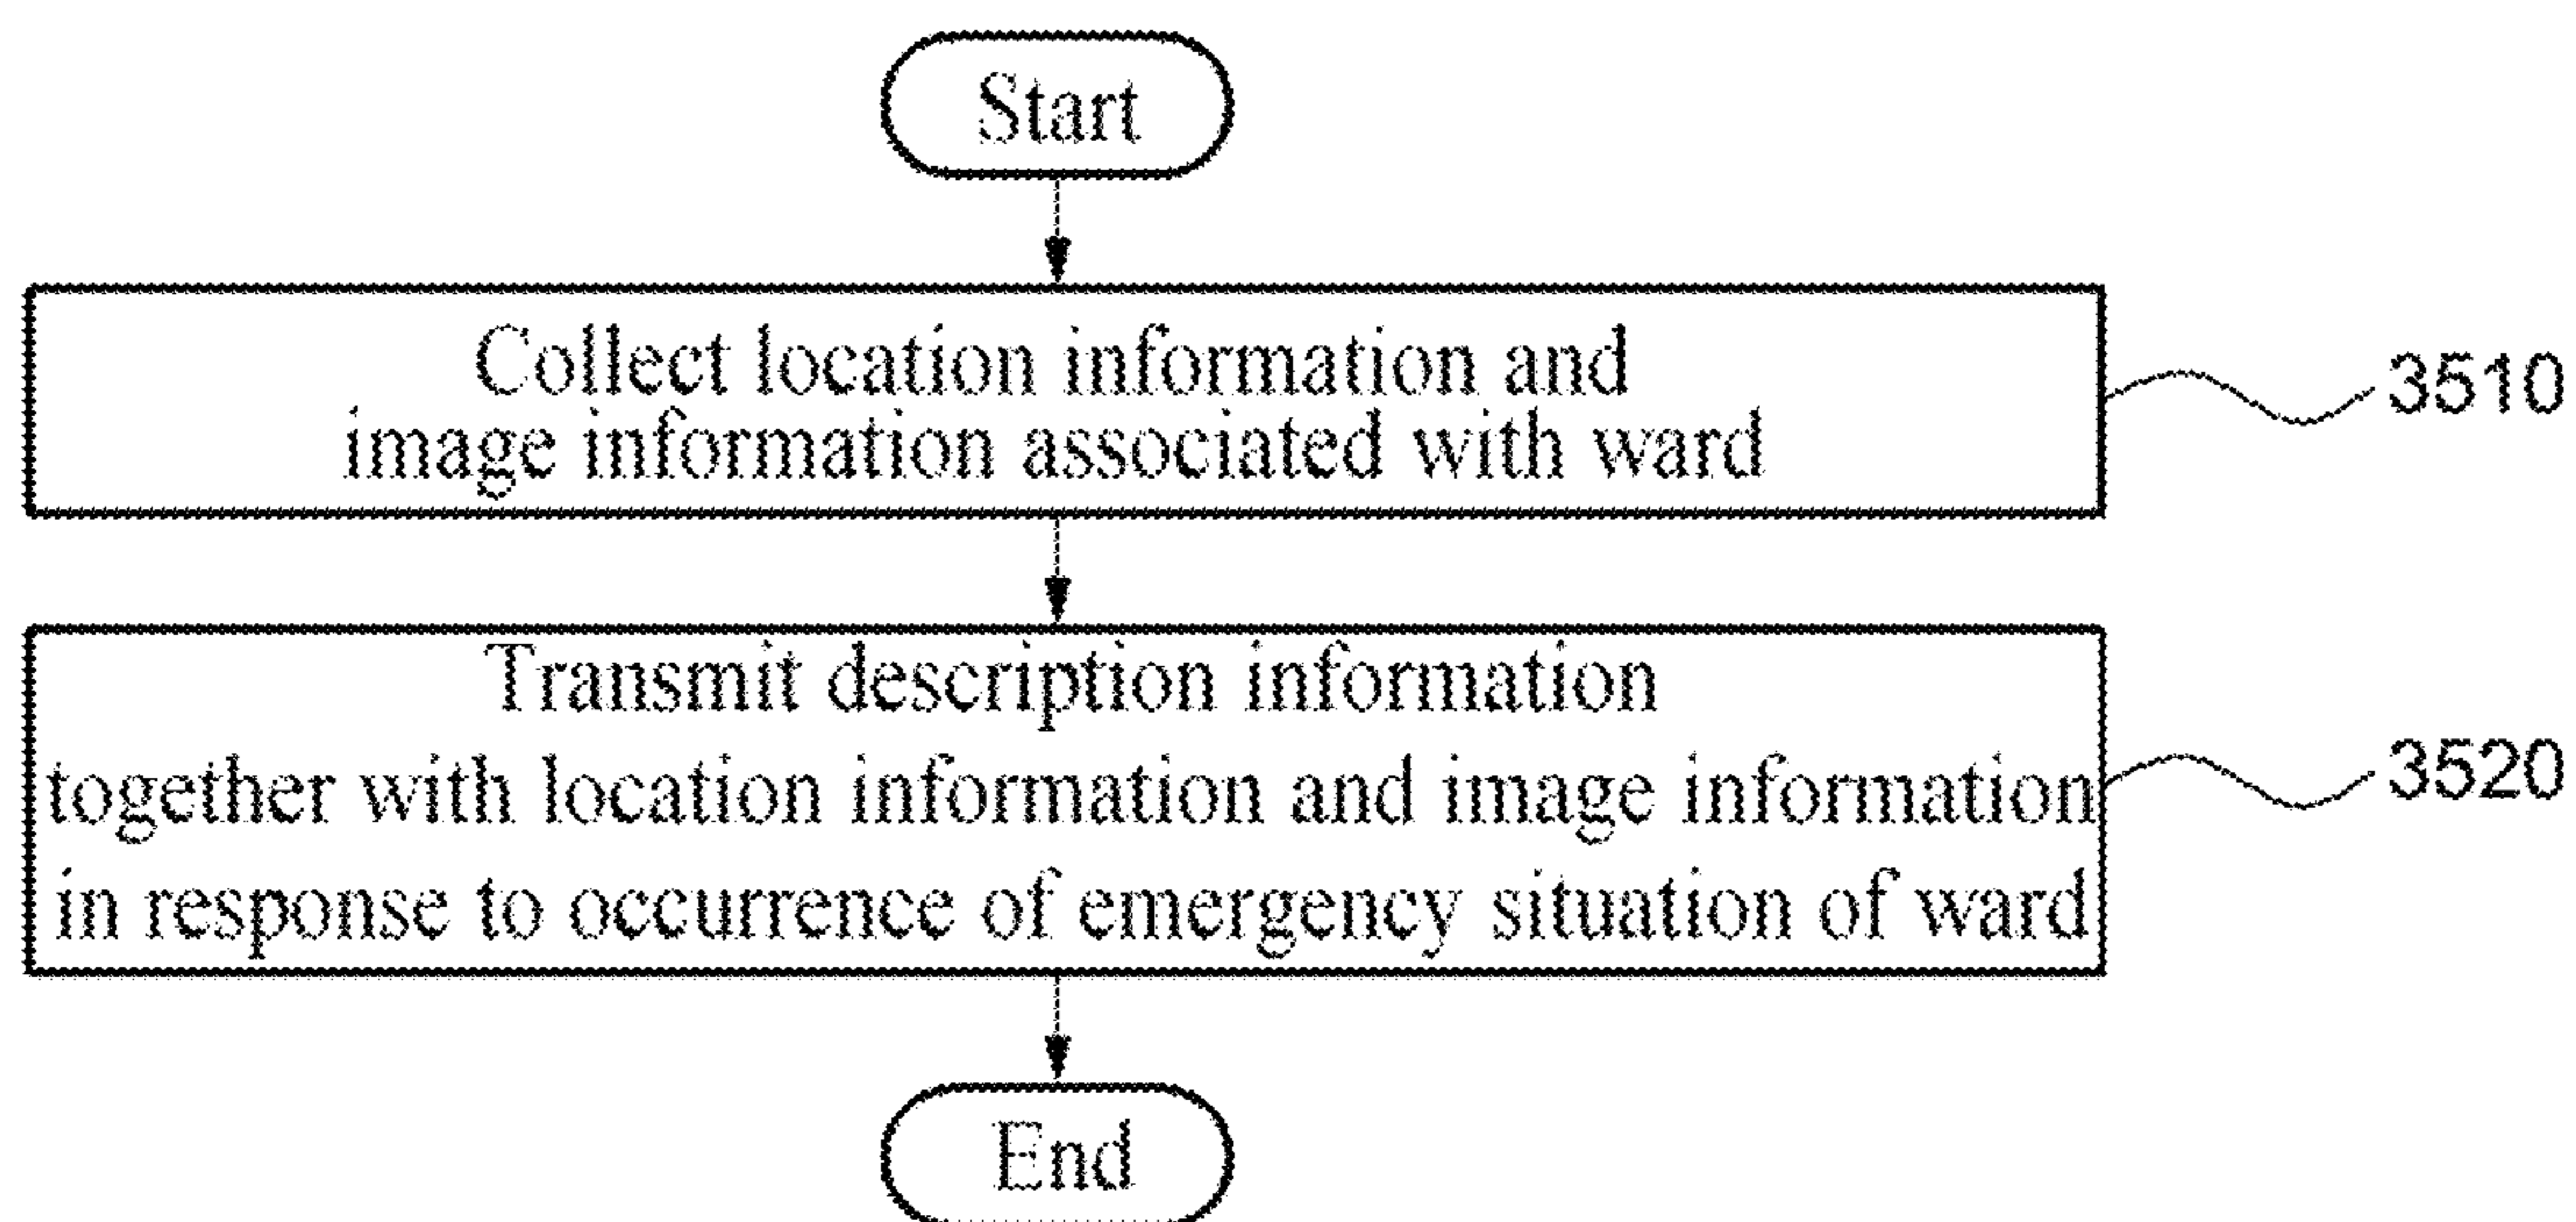 Start
Collect location information and
image information associated with ward
3510
Transmit description information
together with location information and image information
in response to occurrence of emergency situation of ward
3520
End